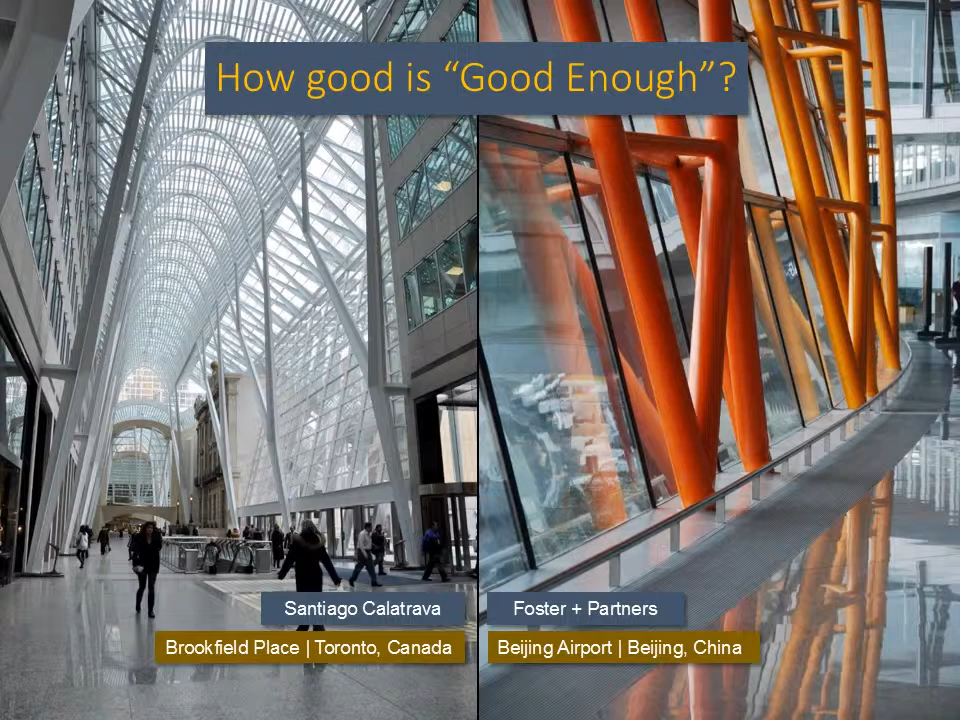 How good is “Good Enough”?
Santiago Calatrava
Foster + Partners
Brookfield Place | Toronto, Canada
Beijing Airport | Beijing, China